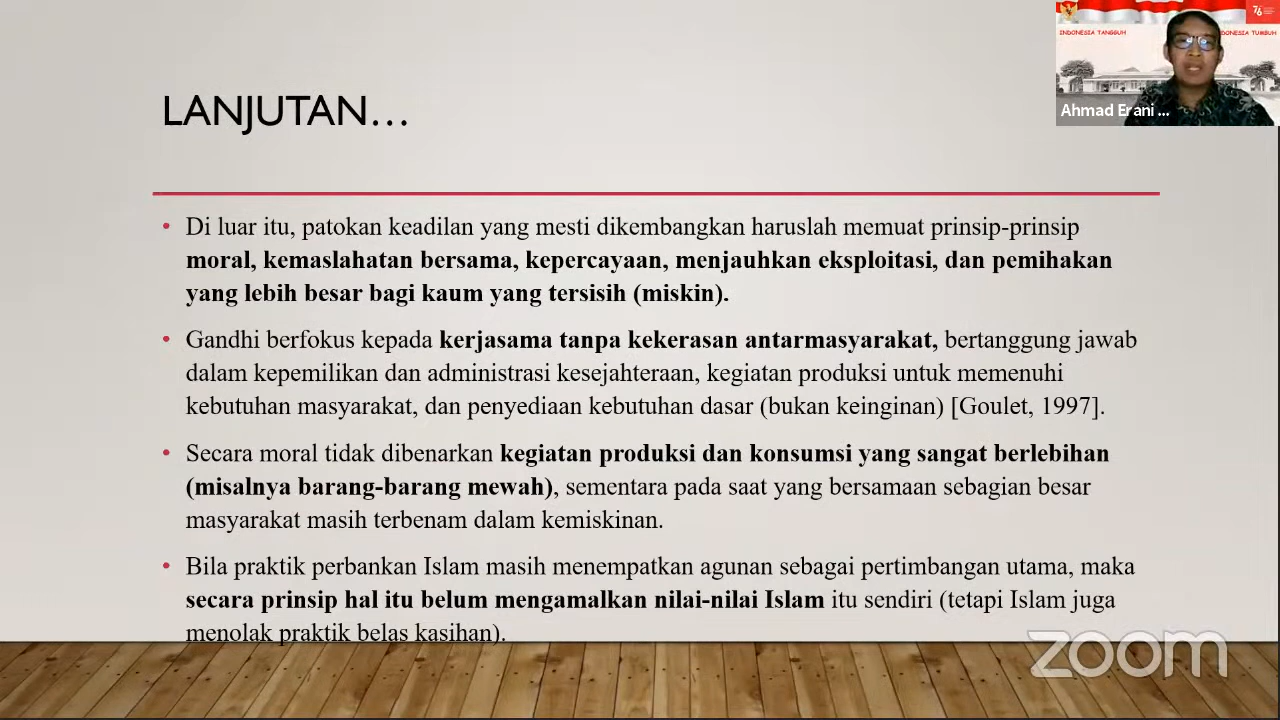 INDONESIA TANGGUH
76
Ahmad Erani ...
LANJUTAN...
• Di luar itu, patokan keadilan yang mesti dikembangkan haruslah memuat prinsip-prinsip
moral, kemaslahatan bersama, kepercayaan, menjauhkan eksploitasi, dan pemihakan
yang lebih besar bagi kaum yang tersisih (miskin).
• Gandhi berfokus kepada kerjasama tanpa kekerasan antarmasyarakat, bertanggung jawab
dalam kepemilikan dan administrasi kesejahteraan, kegiatan produksi untuk memenuhi
kebutuhan masyarakat, dan penyediaan kebutuhan dasar (bukan keinginan) [Goulet, 1997].
• Secara moral tidak dibenarkan kegiatan produksi dan konsumsi yang sangat berlebihan
(misalnya barang-barang mewah), sementara pada saat yang bersamaan sebagian besar
masyarakat masih terbenam dalam kemiskinan.
• Bila praktik perbankan Islam masih menempatkan agunan sebagai pertimbangan utama, maka
secara prinsip hal itu belum mengamalkan nilai-nilai Islam itu sendiri (tetapi Islam juga
menolak praktik belas kasihan).
zoom